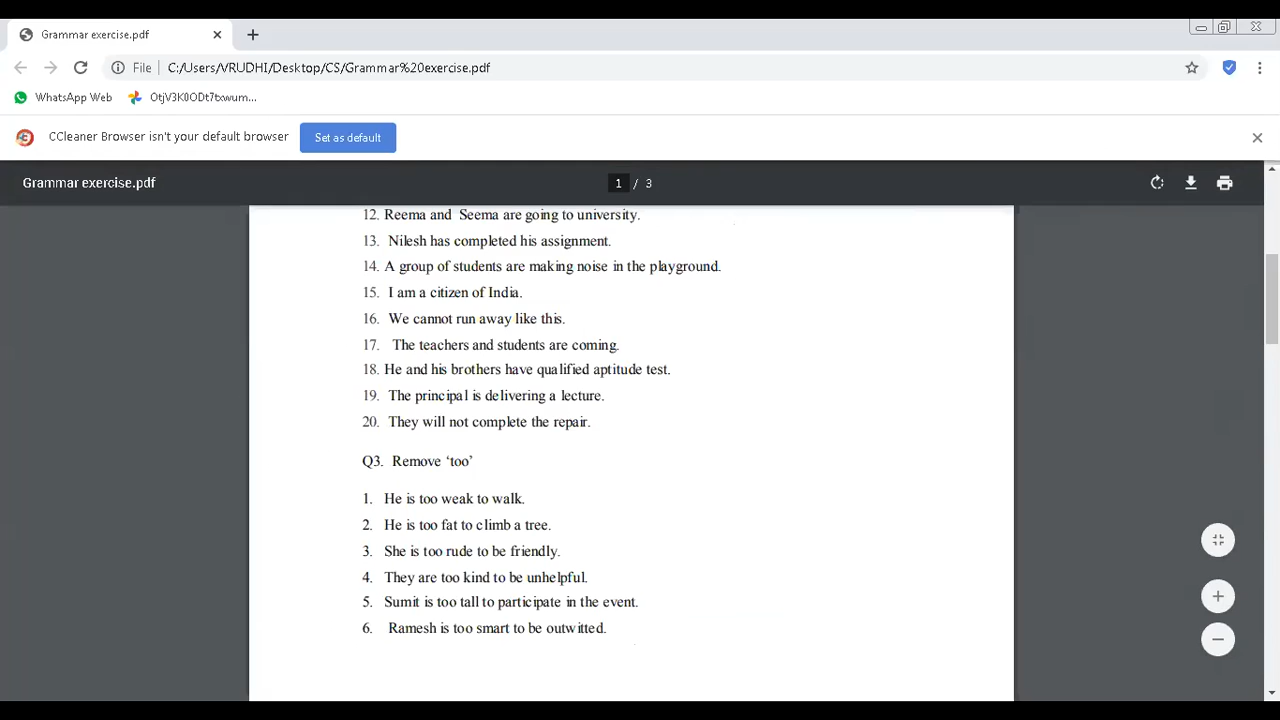 Grammar exercise.pdf
File C:/Users/VRUDHI/Desktop/CS/Grammar%20exercise.pdf
WhatsApp Web OtjV3K0ODt7txwum...
CCleaner Browser isn't your default browser Set as default
Grammar exercise.pdf 1 / 3
12. Reema and Seema are going to university.
13. Nilesh has completed his assignment.
14. A group of students are making noise in the playground.
15. I am a citizen of India.
16. We cannot run away like this.
17. The teachers and students are coming.
18. He and his brothers have qualified aptitude test.
19. The principal is delivering a lecture.
20. They will not complete the repair.
Q3. Remove ‘too’
1. He is too weak to walk.
2. He is too fat to climb a tree.
3. She is too rude to be friendly.
4. They are too kind to be unhelpful.
5. Sumit is too tall to participate in the event.
6. Ramesh is too smart to be outwitted.